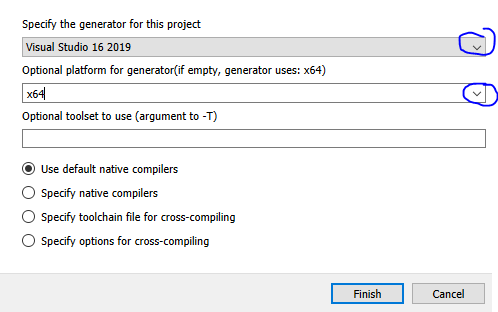 Specify the generator for this project
Visual Studio 16 2019
Optional platform for generator(if empty, generator uses: x64)
x64
Optional toolset to use (argument to -T)
Use default native compilers
Specify native compilers
Specify toolchain file for cross-compiling
Specify options for cross-compiling
Finish Cancel